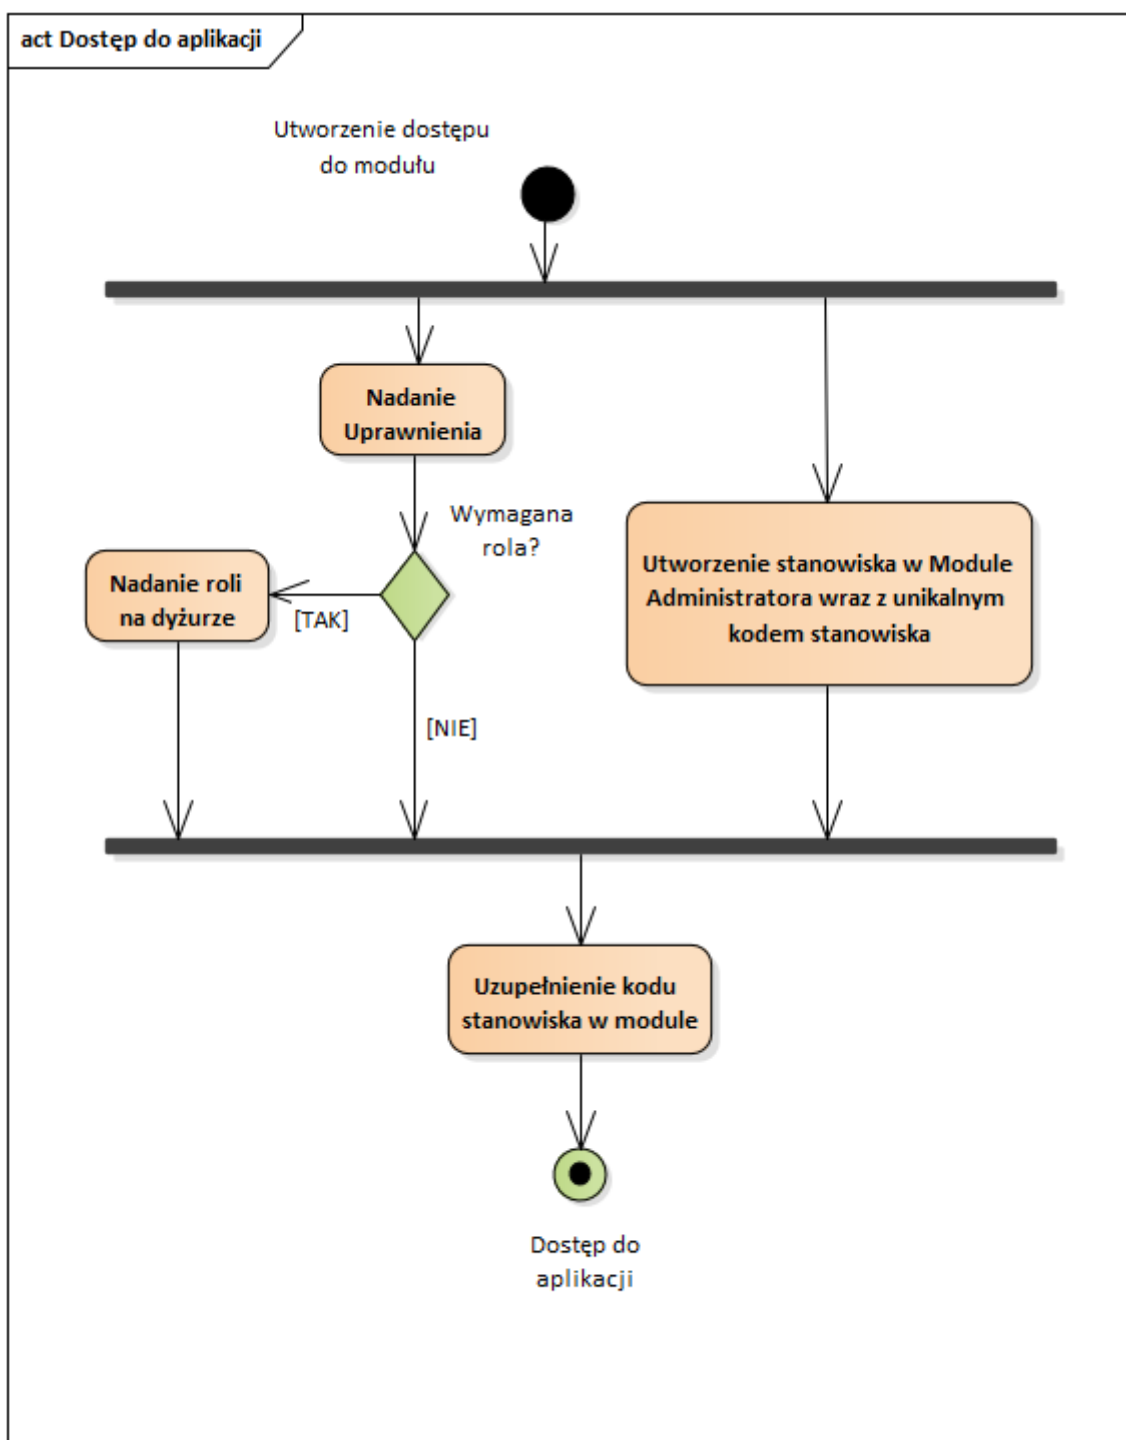 act Dostęp do aplikacji
Utworzenie dostępu
do modułu
Nadanie
Uprawnienia
Wymagana
rola?
Nadanie roli
na dyżurze
[TAK]
Utworzenie stanowiska w Module
Administratora wraz z unikalnym
kodem stanowiska
[NIE]
Uzupełnienie kodu
stanowiska w module
Dostęp do
aplikacji